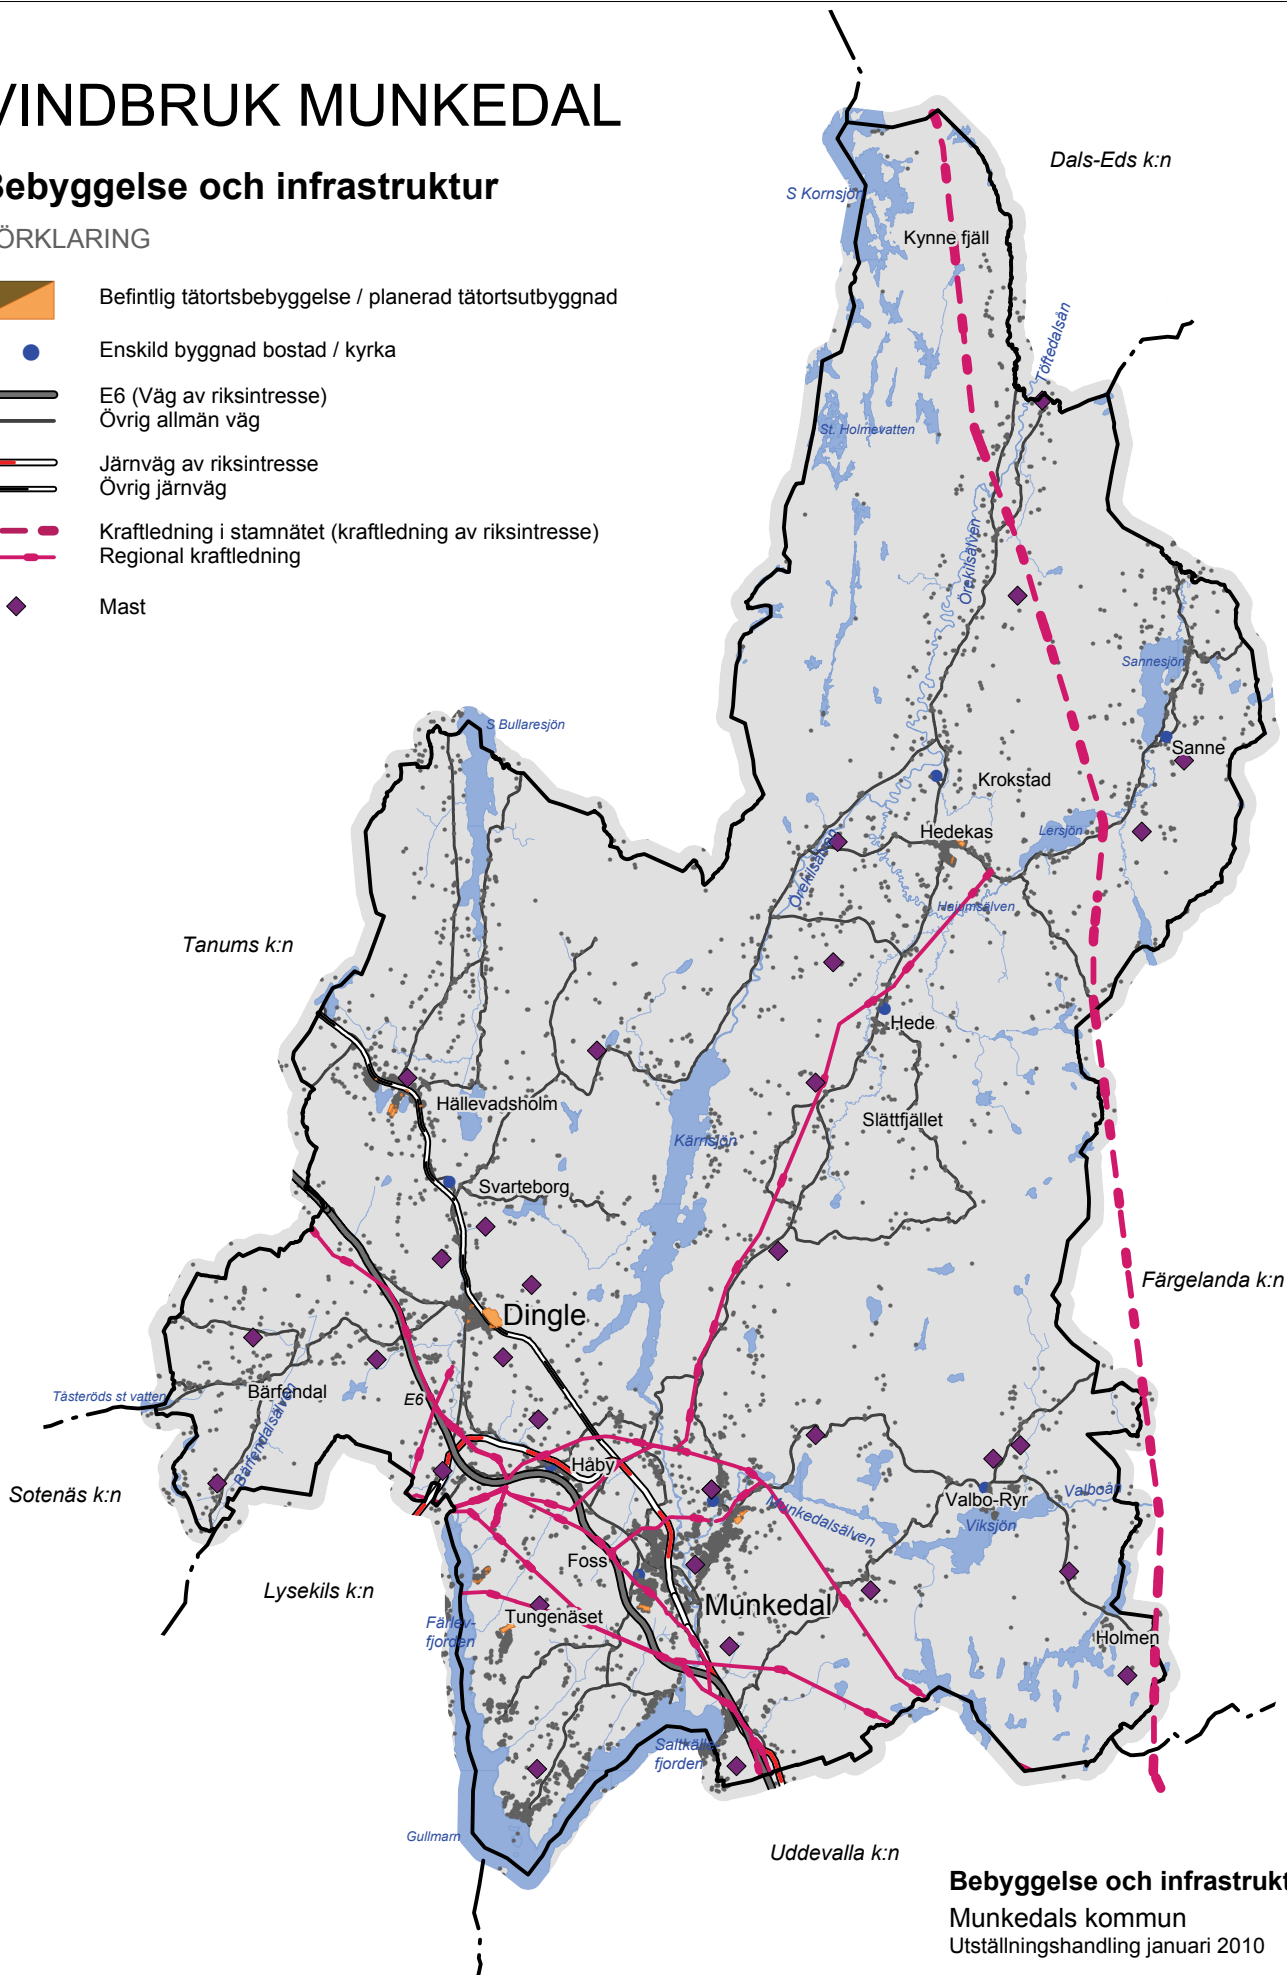 VINDBRUK MUNKEDAL
Bebyggelse och infrastruktur
FÖRKLARING
Befintlig tätortsbebyggelse / planerad tätortsutbyggnad
Enskild byggnad bostad / kyrka
E6 (Väg av riksintresse)
Övrig allmän väg
Järnväg av riksintresse
Övrig järnväg
Kraftledning i stamnätet (kraftledning av riksintresse)
Regional kraftledning
Mast
Dals-Eds k:n
S Kornsjön
Kynne fjäll
Töftedalsån
St. Holmevatten
Örekilsälven
Sannesjön
S Bullaresjön
Sanne
Krokstad
Hedekas
Lersjön
Örekilsälven
Hajumsälven
Tanums k:n
Hede
Hällevadsholm
Slättfjället
Kärnsjön
Svarteborg
Färgelanda k:n
Dingle
Bärfendal
Tåsteröds st vatten
E6
Bärfendalsälven
Håby
Sotenäs k:n
Valbo-Ryr
Valboån
Munkedalsälven
Viksjön
Foss
Lysekils k:n
Munkedal
Tungenäset
Färlev-
fjorden
Holmen
Saltkälle
fjorden
Gullmarn
Uddevalla k:n
Bebyggelse och infrastrukt
Munkedals kommun
Utställningshandling januari 2010